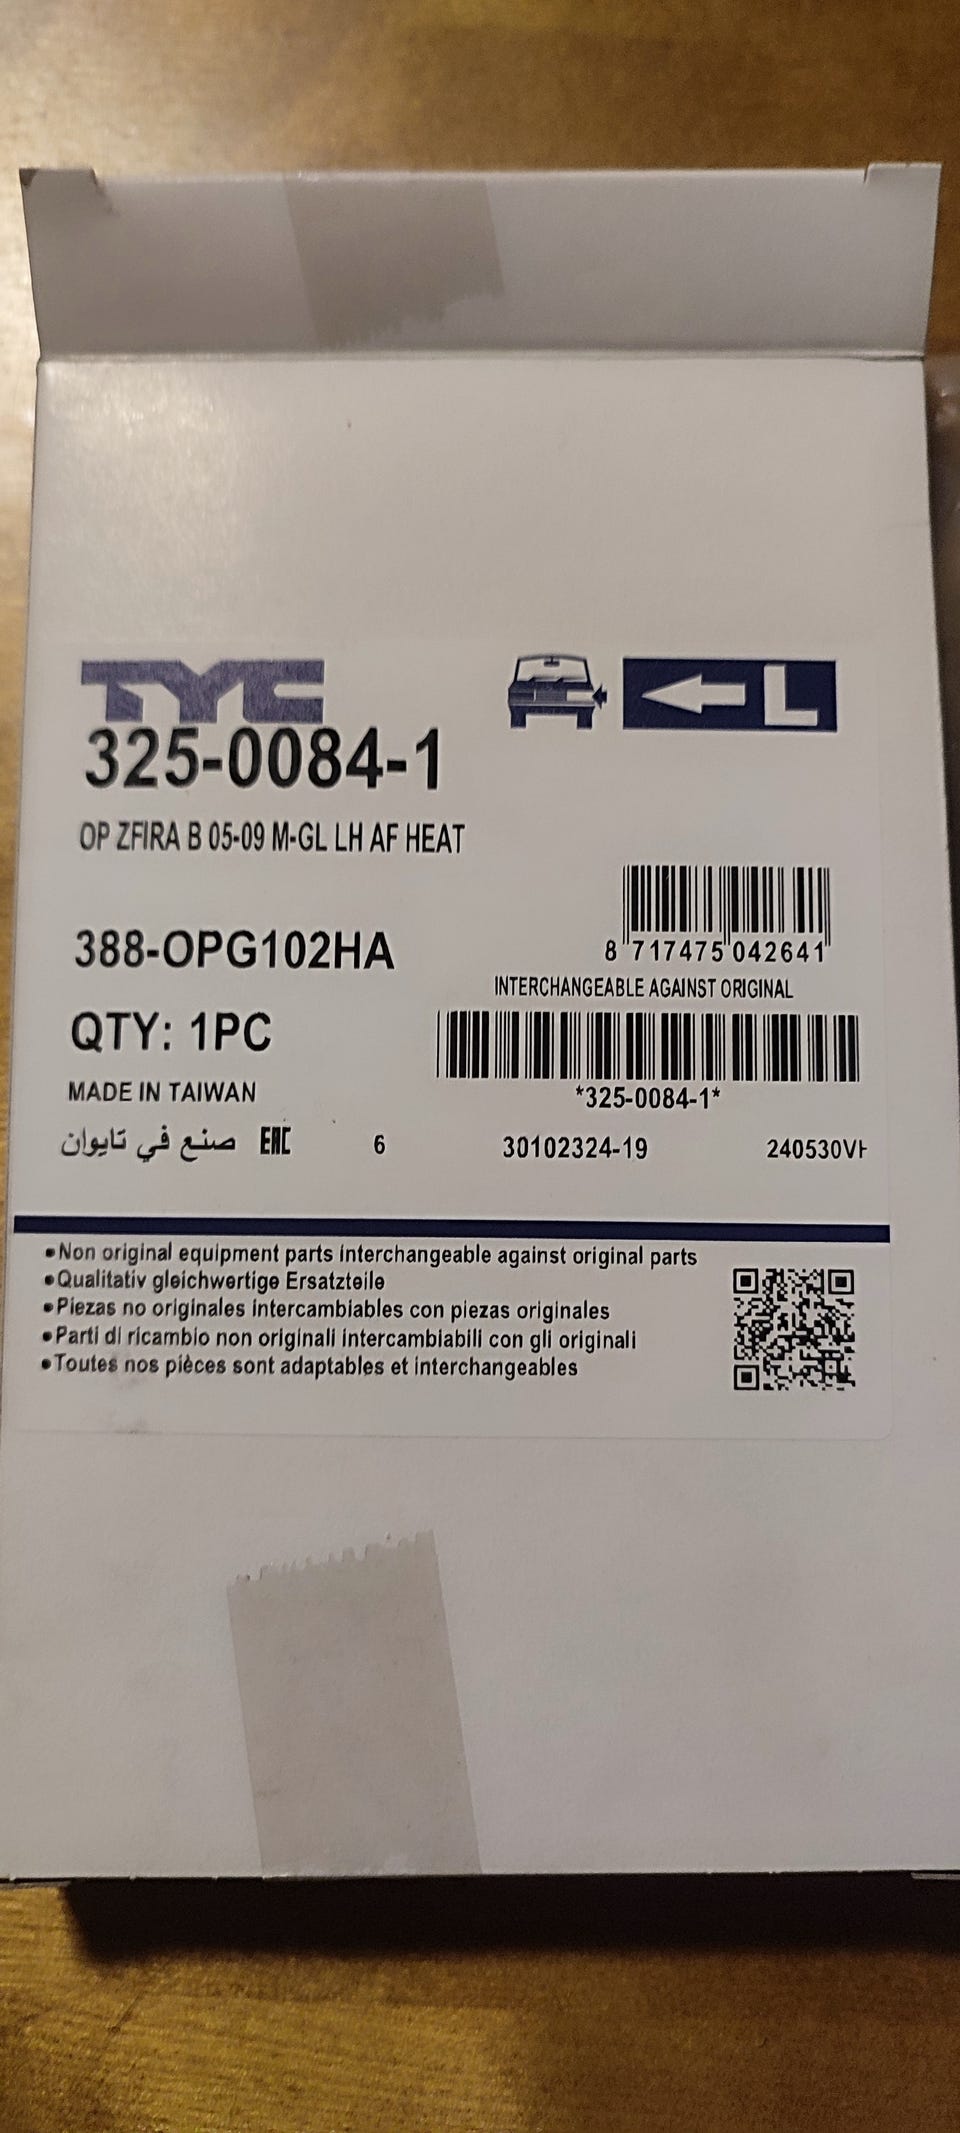 TYC
L
325-0084-1
OP ZFIRA B 05-09 M-GL LH AF HEAT
388-OPG102HA
8 717475 042641
INTERCHANGEABLE AGAINST ORIGINAL
QTY: 1PC
*325-0084-1*
MADE IN TAIWAN
صنع في تايوان EAC 6 30102324-19 240530VH
•Non original equipment parts interchangeable against original parts
•Qualitativ gleichwertige Ersatzteile
•Piezas no originales intercambiables con piezas originales
•Parti di ricambio non originali intercambiabili con gli originali
•Toutes nos pièces sont adaptables et interchangeables